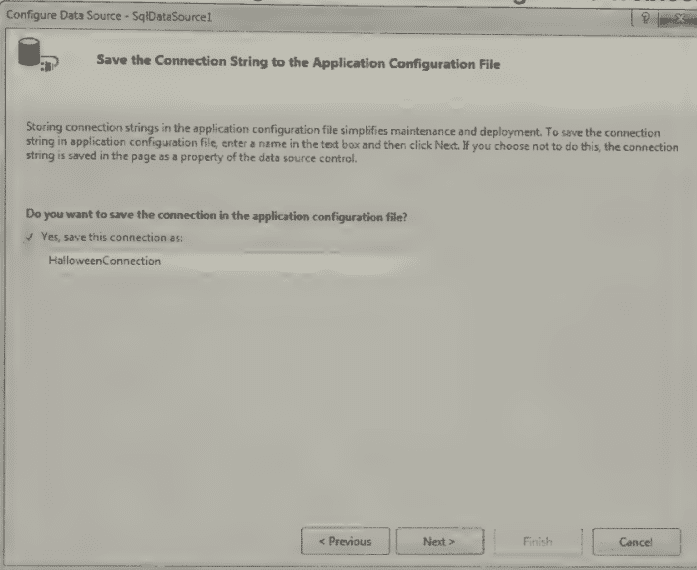 Configure Data Source - SqlDataSource1
Save the Connection String to the Application Configuration File
Storing connection strings in the application configuration file simplifies maintenance and deployment. To save the connection
string in application configuration file, enter a name in the text box and then click Next. If you choose not to do this, the connection
string is saved in the page as a property of the data source control.
Do you want to save the connection in the application configuration file?
Yes, save this connection as:
HalloweenConnection
< Previous
Next >
Finish
Cancel